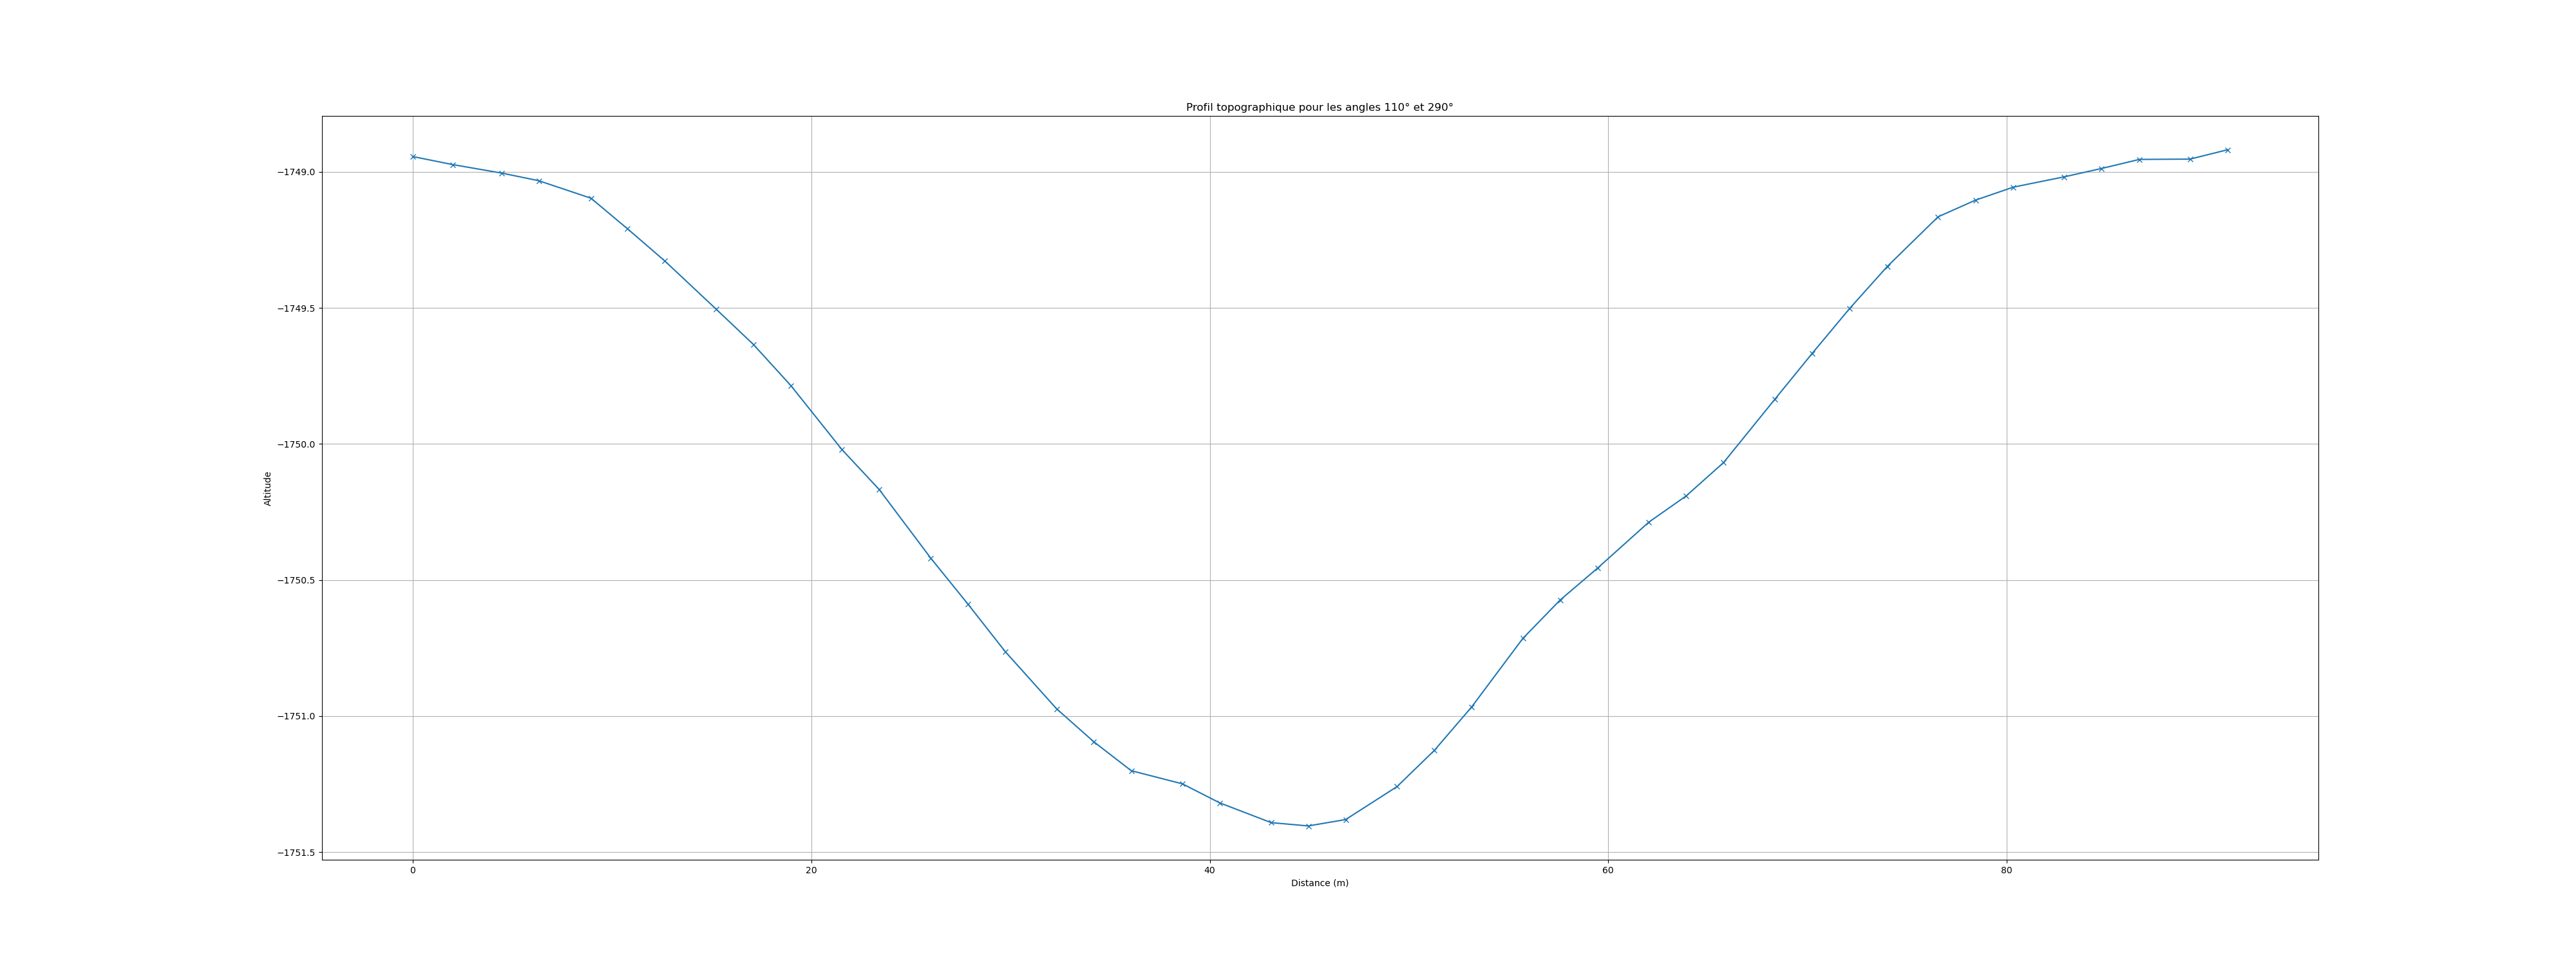 Profil topographique pour les angles 110° et 290°
−1749.0
−1749.5
−1750.0
−1750.5
−1751.0
−1751.5
Altitude
0 20 40 60 80
Distance (m)